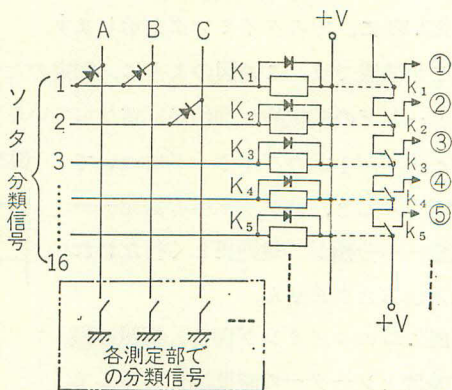 A B C +V
1 K₁ k₁ ①
2 K₂ k₂ ②
3 K₃ k₃ ③
K₄ k₄ ④
K₅ k₅ ⑤
16
ソーター分類信号
+V
各測定部で
の分類信号